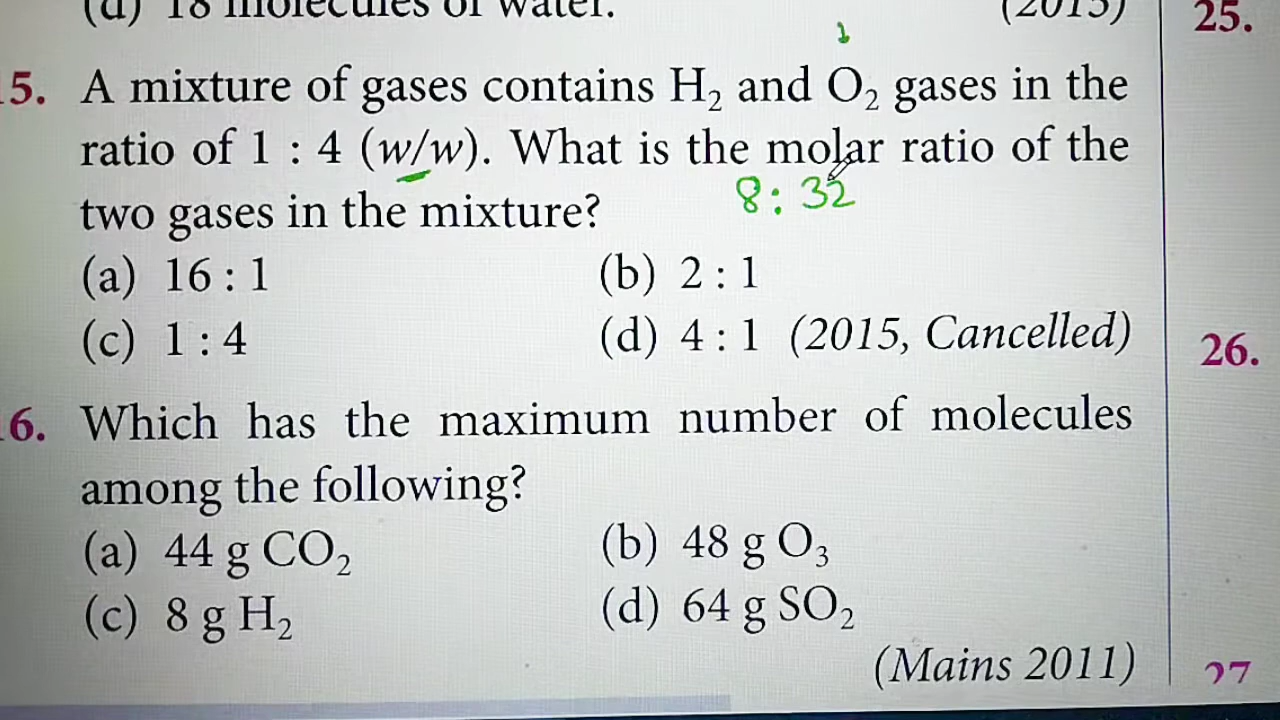 (d) 18 molecules of water. (2015)
25.
15. A mixture of gases contains H₂ and O₂ gases in the
ratio of 1 : 4 (w/w). What is the molar ratio of the
8 : 32
two gases in the mixture?
(a) 16 : 1 (b) 2 : 1
(c) 1 : 4 (d) 4 : 1 (2015, Cancelled)
26.
16. Which has the maximum number of molecules
among the following?
(a) 44 g CO₂ (b) 48 g O₃
(c) 8 g H₂ (d) 64 g SO₂
(Mains 2011)
27